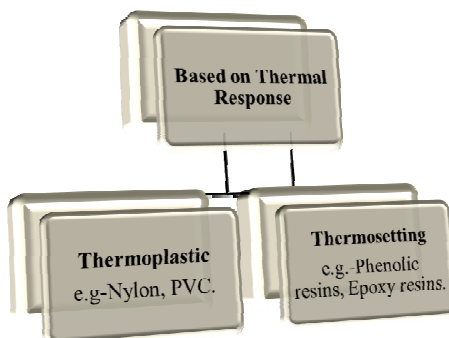 Based on Thermal
Response
Thermoplastic
e.g-Nylon, PVC.
Thermosetting
e.g.-Phenolic
resins, Epoxy resins.